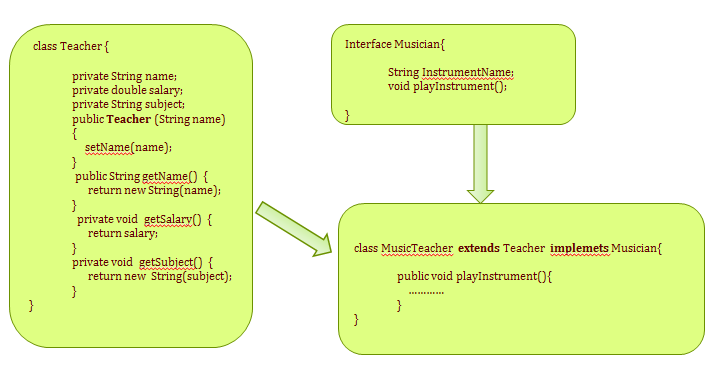 class Teacher {
private String name;
private double salary;
private String subject;
public Teacher (String name)
{
setName(name);
}
public String getName() {
return new String(name);
}
private void getSalary() {
return salary;
}
private void getSubject() {
return new String(subject);
}
}
Interface Musician{
String InstrumentName;
void playInstrument();
}
class MusicTeacher extends Teacher implemets Musician{
public void playInstrument(){
…………
}
}